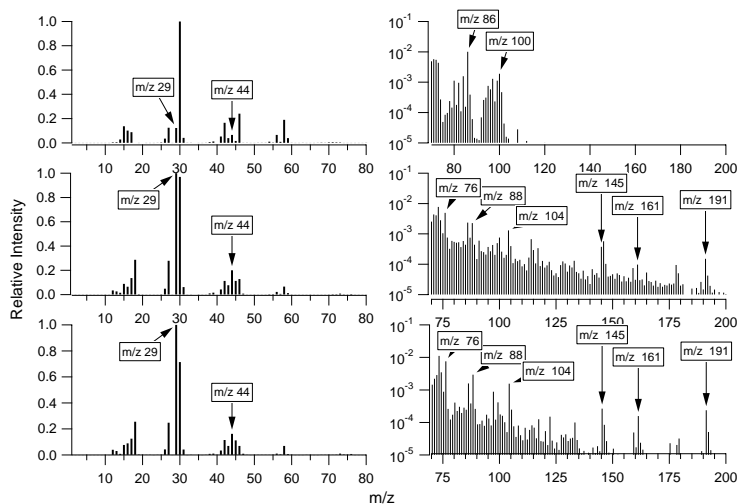 Relative Intensity
1.0
0.8
0.6
0.4
0.2
0.0
m/z 29
m/z 44
10 20 30 40 50 60 70 80
10-1
10-2
10-3
10-4
10-5
m/z 86
m/z 100
80 100 120 140 160 180 200
1.0
0.8
0.6
0.4
0.2
0.0
m/z 29
m/z 44
10 20 30 40 50 60 70 80
10-1
10-2
10-3
10-4
10-5
m/z 76
m/z 88
m/z 104
m/z 145
m/z 161
m/z 191
75 100 125 150 175 200
1.0
0.8
0.6
0.4
0.2
0.0
m/z 29
m/z 44
10 20 30 40 50 60 70 80
10-1
10-2
10-3
10-4
10-5
m/z 76
m/z 88
m/z 104
m/z 145
m/z 161
m/z 191
75 100 125 150 175 200
m/z